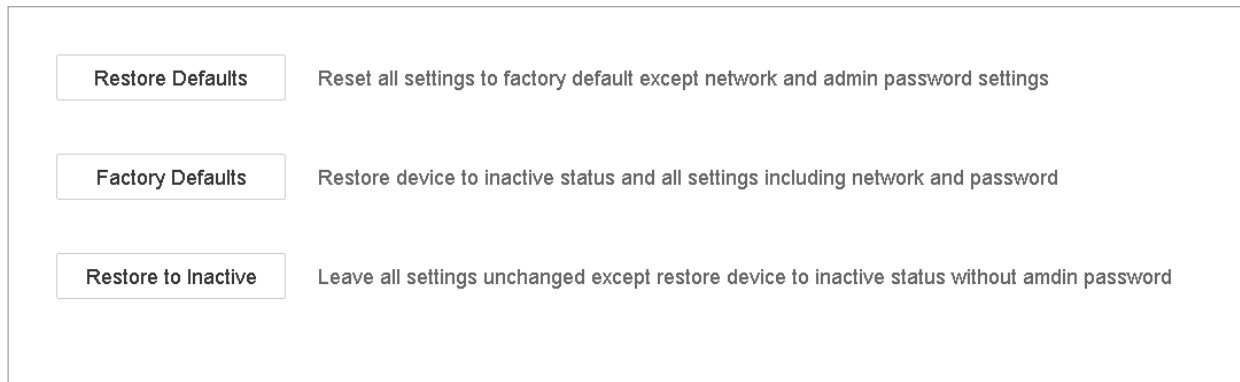 Restore Defaults Reset all settings to factory default except network and admin password settings
Factory Defaults Restore device to inactive status and all settings including network and password
Restore to Inactive Leave all settings unchanged except restore device to inactive status without amdin password